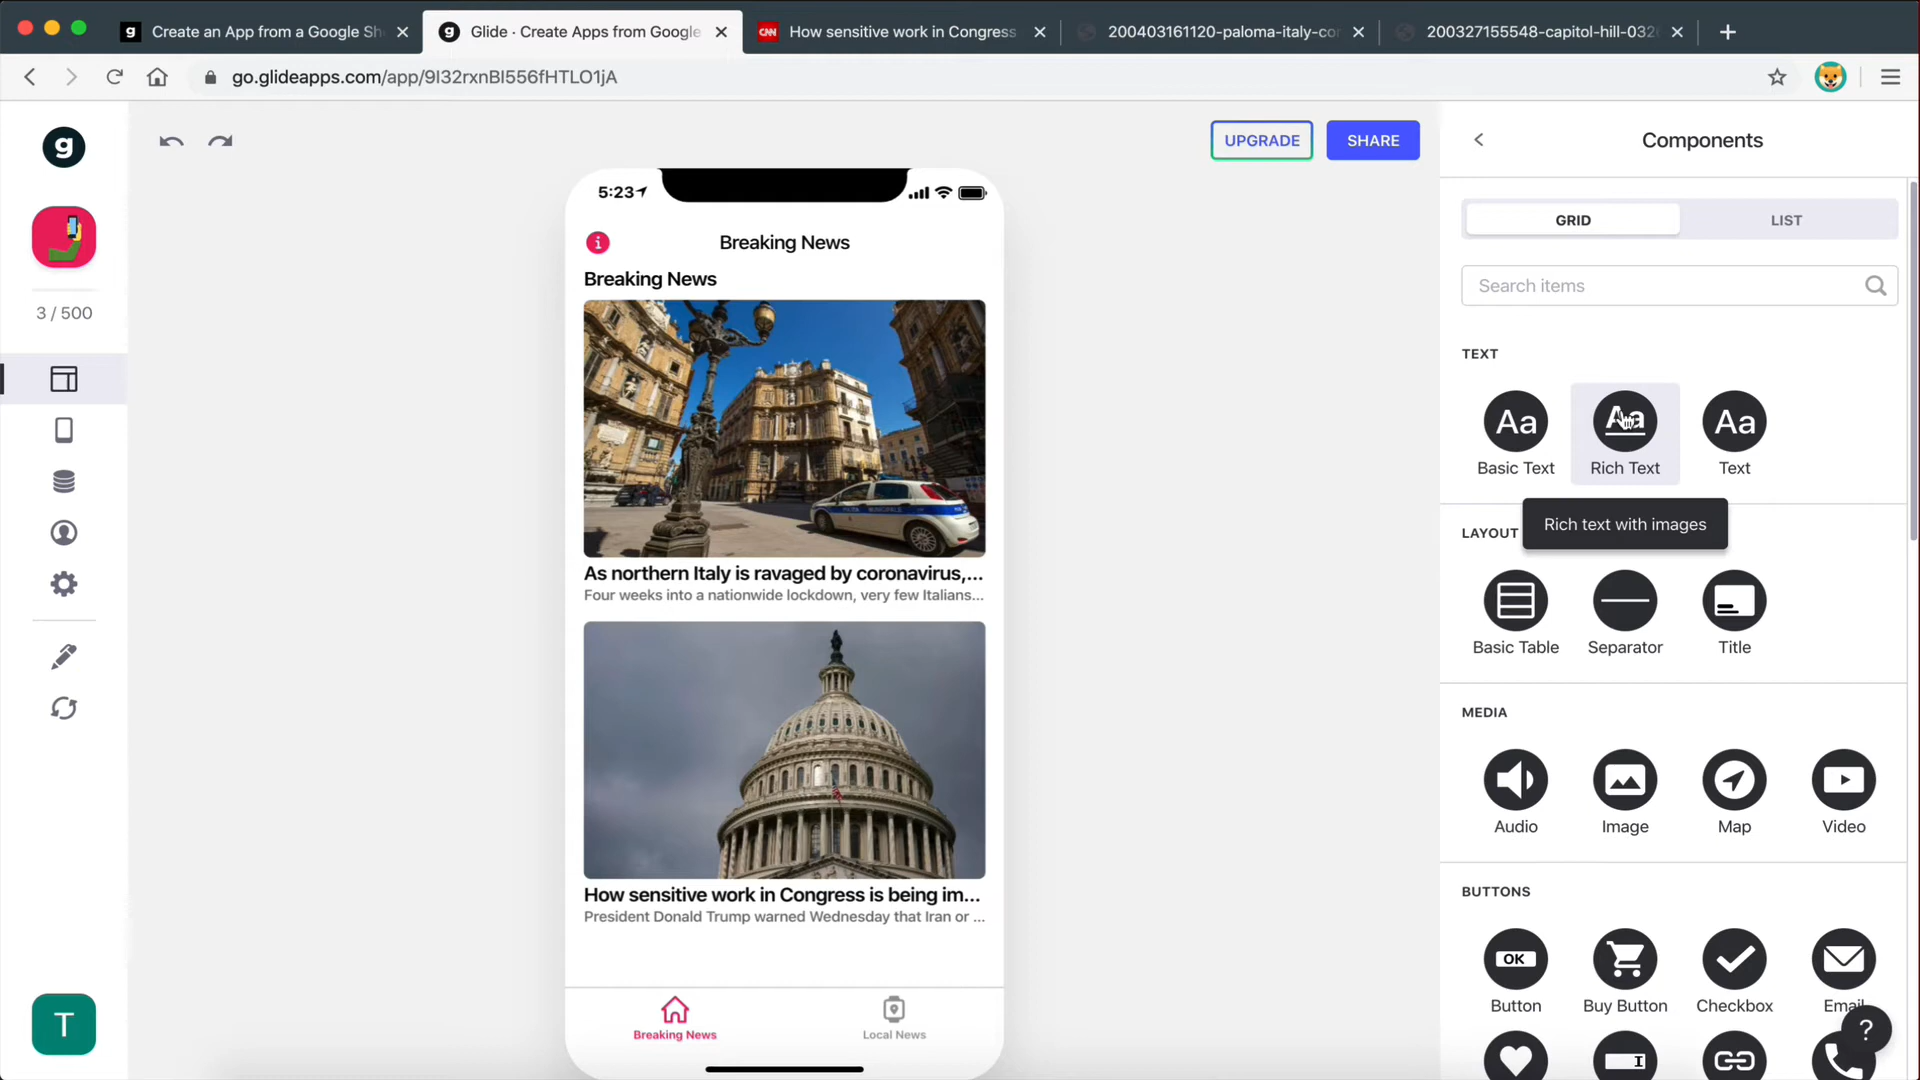 Create an App from a Google She
Glide · Create Apps from Google
CNN
How sensitive work in Congress
200403161120-paloma-italy-cor
200327155548-capitol-hill-032
go.glideapps.com/app/9I32rxnBI556fHTLO1jA
g
3 / 500
T
UPGRADE
SHARE
5:23
Breaking News
Breaking News
As northern Italy is ravaged by coronavirus,...
Four weeks into a nationwide lockdown, very few Italians...
How sensitive work in Congress is being im...
President Donald Trump warned Wednesday that Iran or ...
Breaking News
Local News
Components
GRID
LIST
Search items
TEXT
Aa
Aa
Aa
Basic Text
Rich Text
Text
Rich text with images
LAYOUT
Basic Table
Separator
Title
MEDIA
Audio
Image
Map
Video
BUTTONS
OK
Button
Buy Button
Checkbox
Email
?